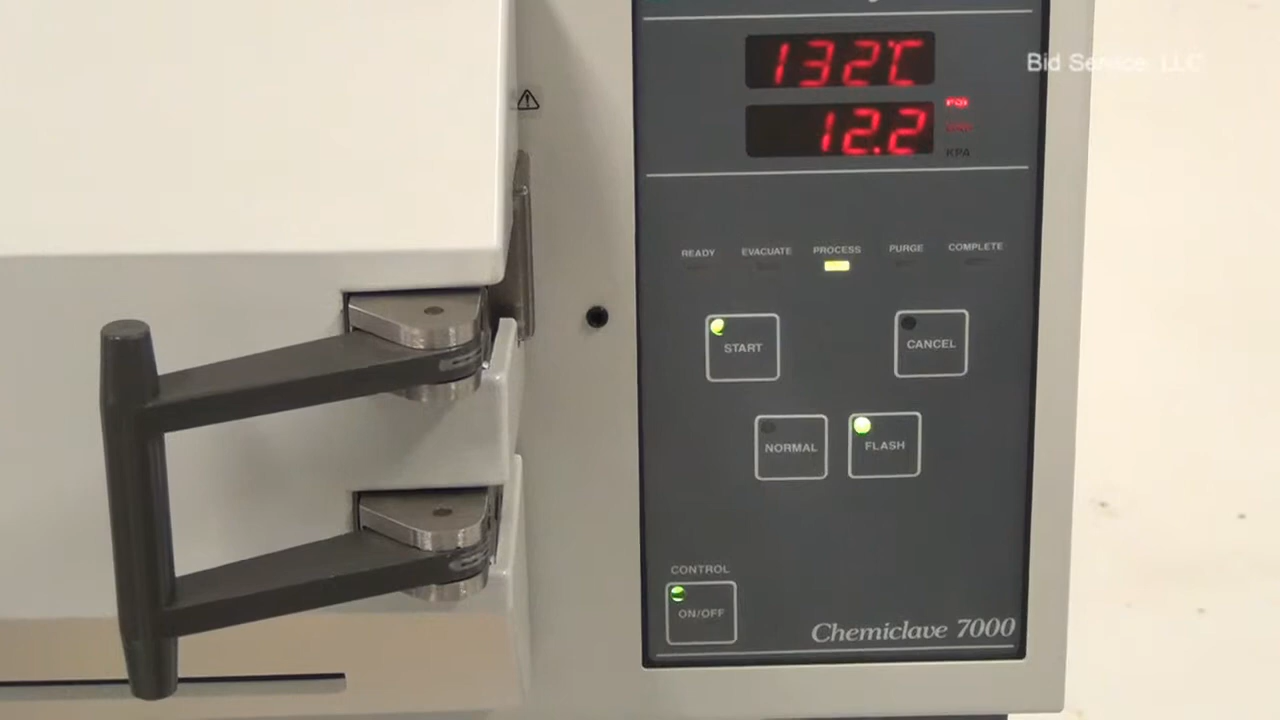 132°C
Bid Service, LLC
12.2
PSI
KPA
READY EVACUATE PROCESS PURGE COMPLETE
START
CANCEL
NORMAL
FLASH
CONTROL
ON/OFF
Chemiclave 7000